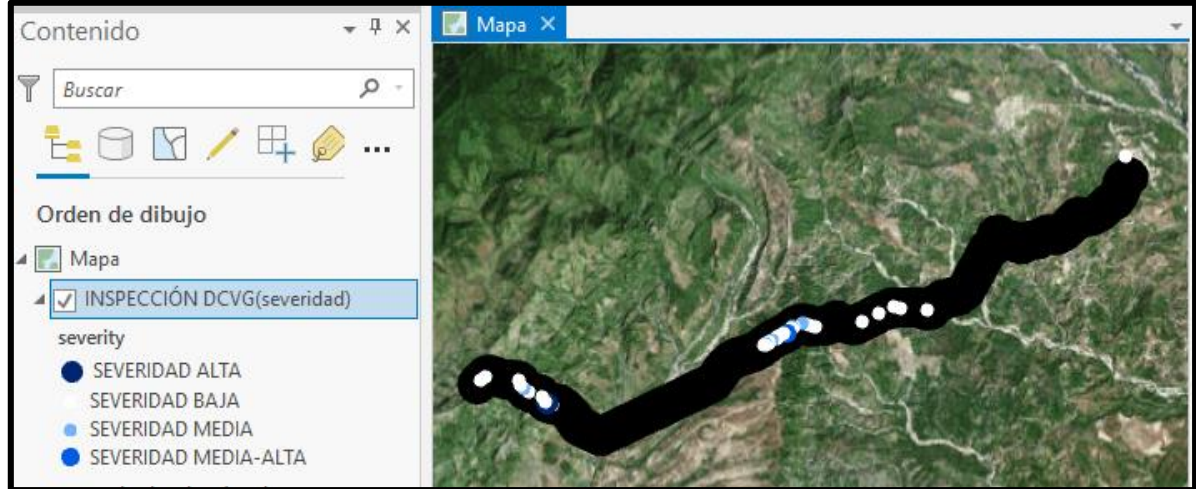 Contenido
Buscar
Orden de dibujo
Mapa
INSPECCIÓN DCVG(severidad)
severity
SEVERIDAD ALTA
SEVERIDAD BAJA
SEVERIDAD MEDIA
SEVERIDAD MEDIA-ALTA
Mapa